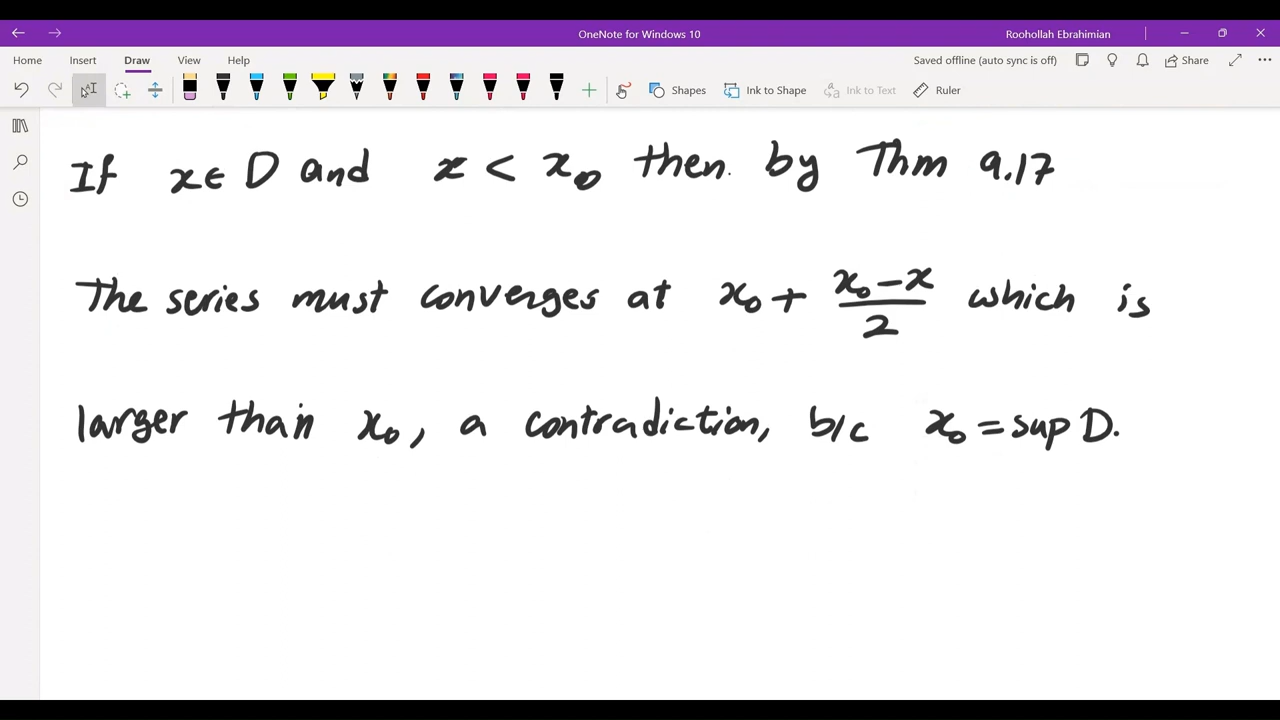 OneNote for Windows 10
Roohollah Ebrahimian
Home Insert Draw View Help
Saved offline (auto sync is off)
Share
Shapes
Ink to Shape
Ink to Text
Ruler
If x ∈ D and x < x₀ then by Thm 9.17
The series must converges at x₀ + (x₀ − x)/2 which is
larger than x₀, a contradiction, b/c x₀ = sup D.